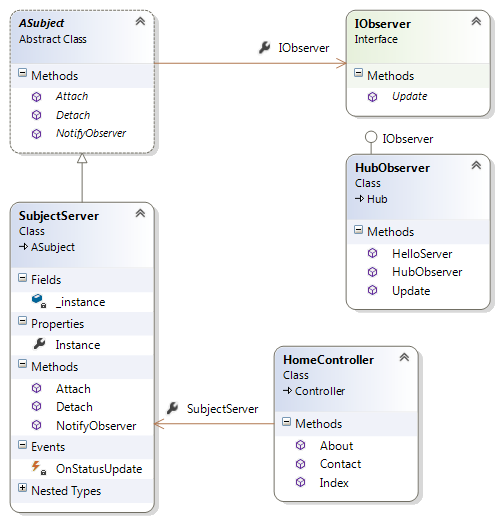 ASubject
Abstract Class
Methods
Attach
Detach
NotifyObserver
IObserver
IObserver
Interface
Methods
Update
IObserver
HubObserver
Class
Hub
Methods
HelloServer
HubObserver
Update
SubjectServer
Class
ASubject
Fields
_instance
Properties
Instance
Methods
Attach
Detach
NotifyObserver
Events
OnStatusUpdate
Nested Types
SubjectServer
HomeController
Class
Controller
Methods
About
Contact
Index